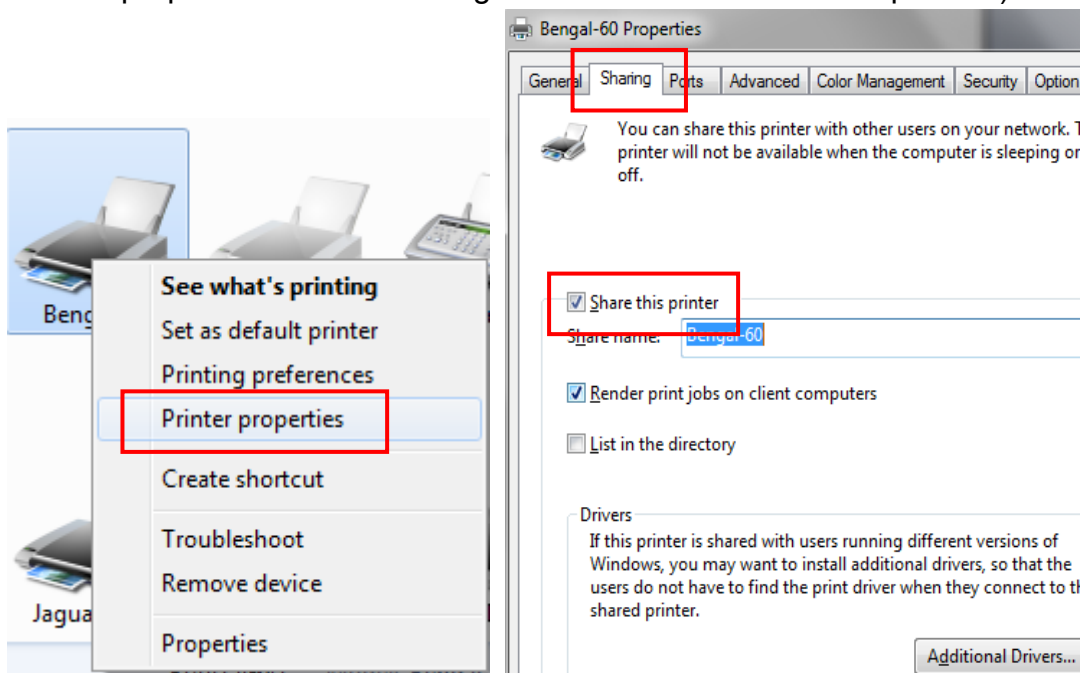 Bengal-60 Properties
General Sharing Ports Advanced Color Management Security Option
You can share this printer with other users on your network. T
printer will not be available when the computer is sleeping or
off.
Share this printer
Share name: Bengal-60
Render print jobs on client computers
List in the directory
Drivers
If this printer is shared with users running different versions of
Windows, you may want to install additional drivers, so that the
users do not have to find the print driver when they connect to th
shared printer.
Additional Drivers...
Beng
See what's printing
Set as default printer
Printing preferences
Printer properties
Create shortcut
Troubleshoot
Remove device
Properties
Jagua